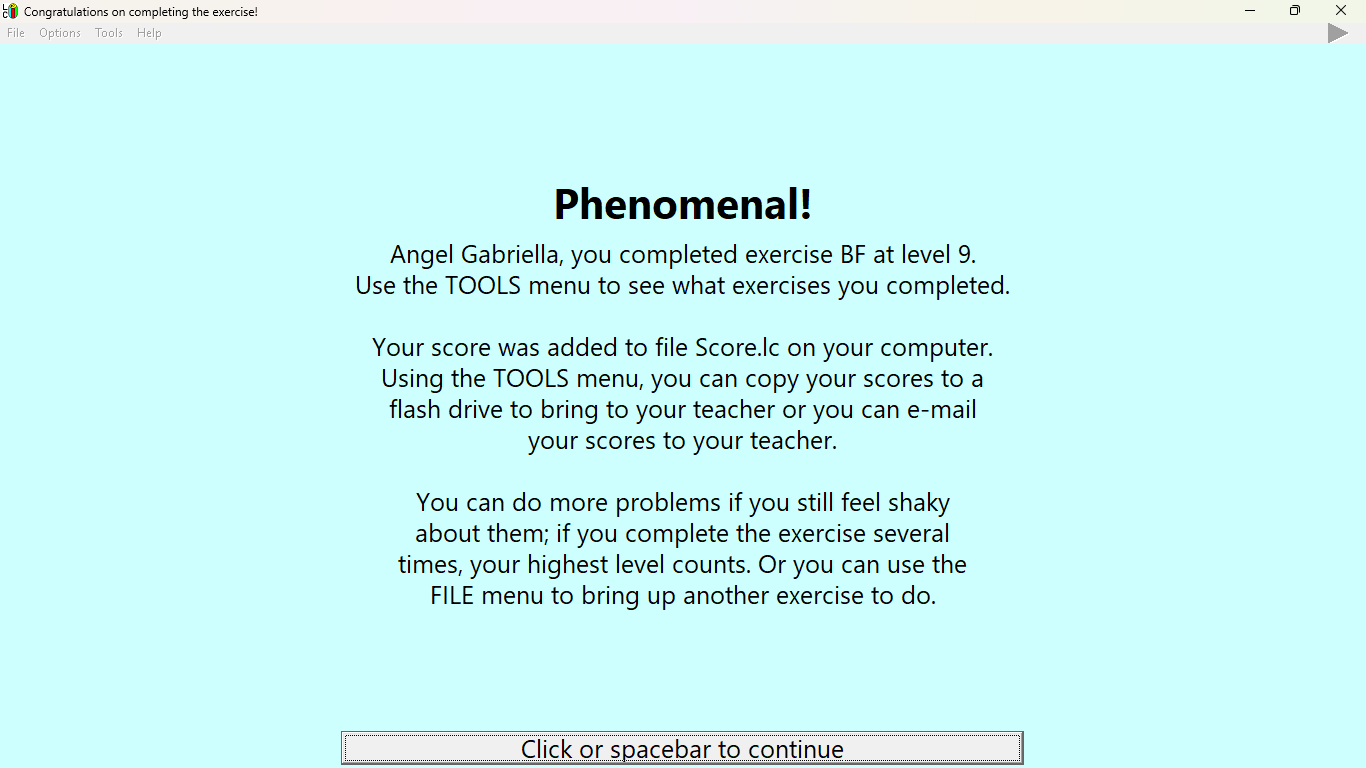 Congratulations on completing the exercise!
File Options Tools Help
Phenomenal!
Angel Gabriella, you completed exercise BF at level 9.
Use the TOOLS menu to see what exercises you completed.
Your score was added to file Score.lc on your computer.
Using the TOOLS menu, you can copy your scores to a
flash drive to bring to your teacher or you can e-mail
your scores to your teacher.
You can do more problems if you still feel shaky
about them; if you complete the exercise several
times, your highest level counts. Or you can use the
FILE menu to bring up another exercise to do.
Click or spacebar to continue